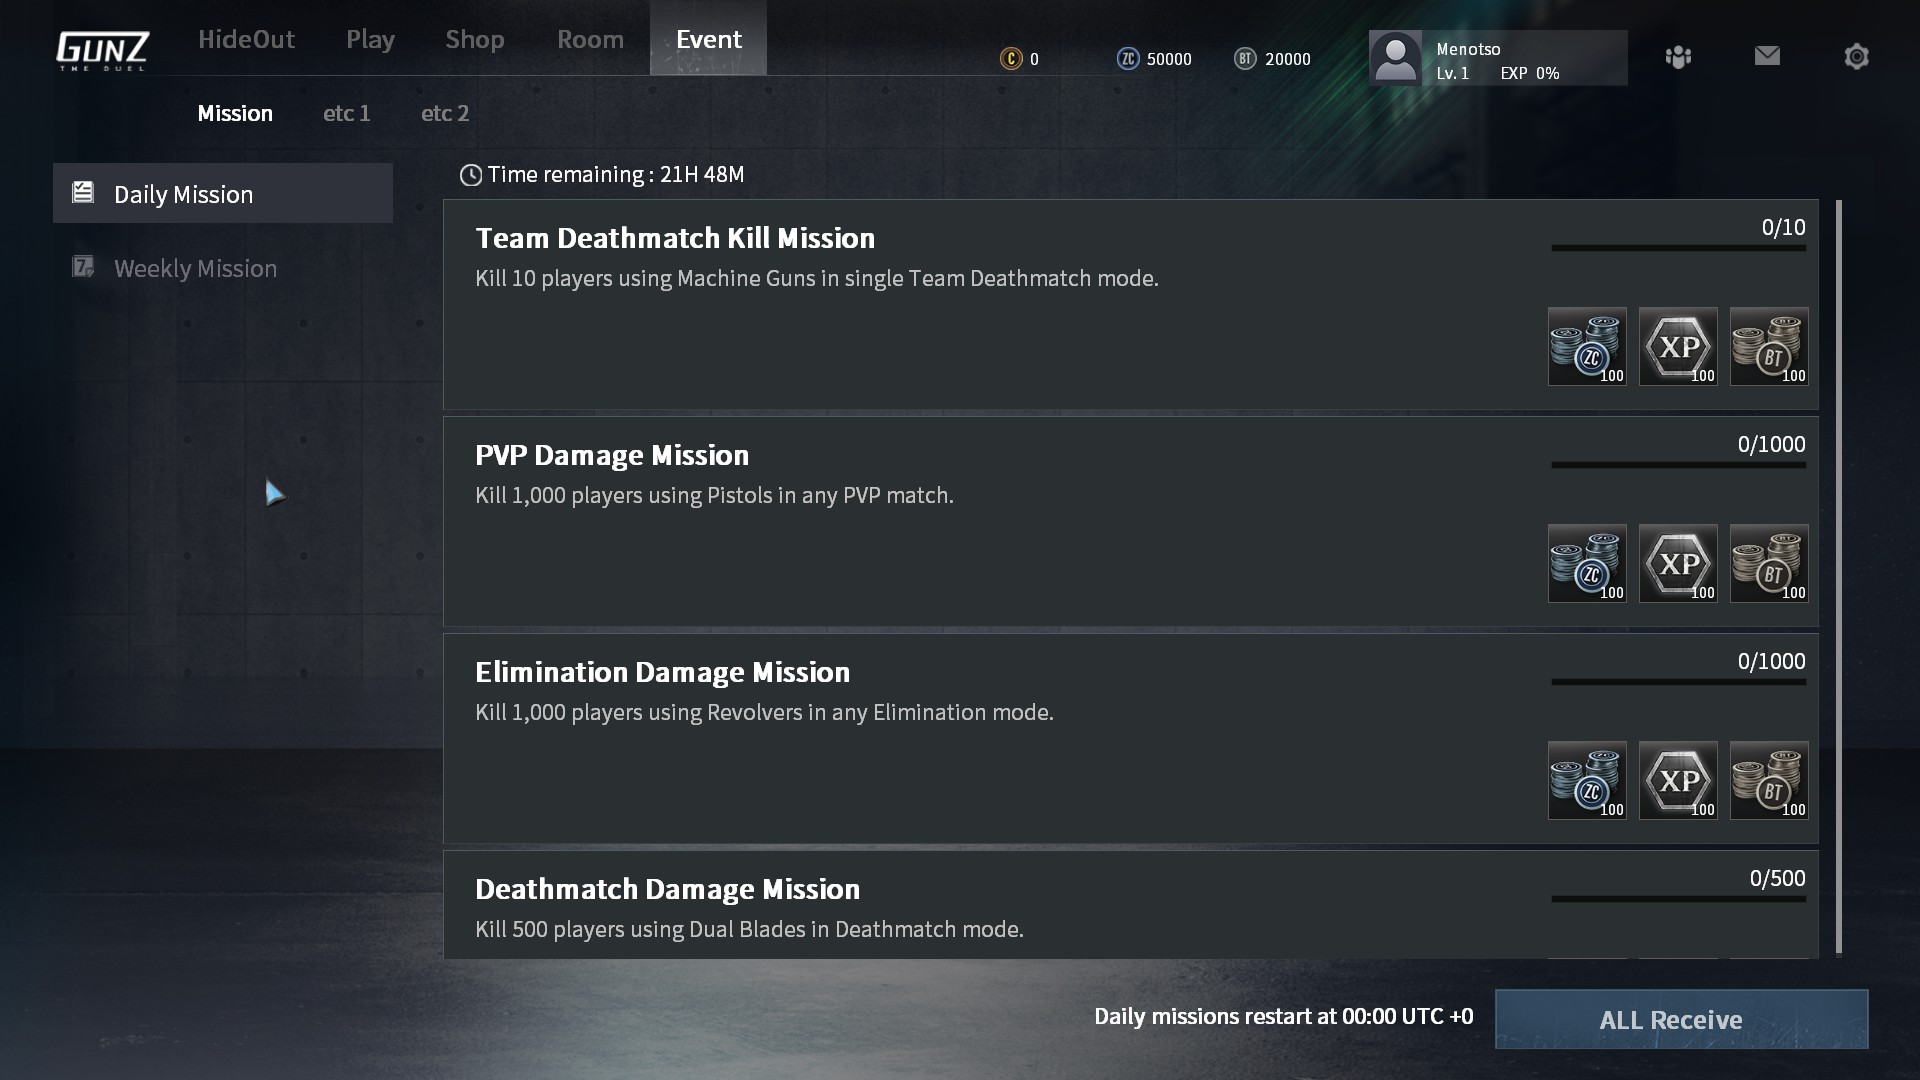 GUNZ
THE DUEL
HideOut Play Shop Room Event
C 0 ZC 50000 BT 20000
Menotso
Lv. 1 EXP 0%
Mission etc 1 etc 2
Daily Mission
7 Weekly Mission
Time remaining : 21H 48M
Team Deathmatch Kill Mission 0/10
Kill 10 players using Machine Guns in single Team Deathmatch mode.
ZC 100 XP 100 BT 100
PVP Damage Mission 0/1000
Kill 1,000 players using Pistols in any PVP match.
ZC 100 XP 100 BT 100
Elimination Damage Mission 0/1000
Kill 1,000 players using Revolvers in any Elimination mode.
ZC 100 XP 100 BT 100
Deathmatch Damage Mission 0/500
Kill 500 players using Dual Blades in Deathmatch mode.
Daily missions restart at 00:00 UTC +0 ALL Receive